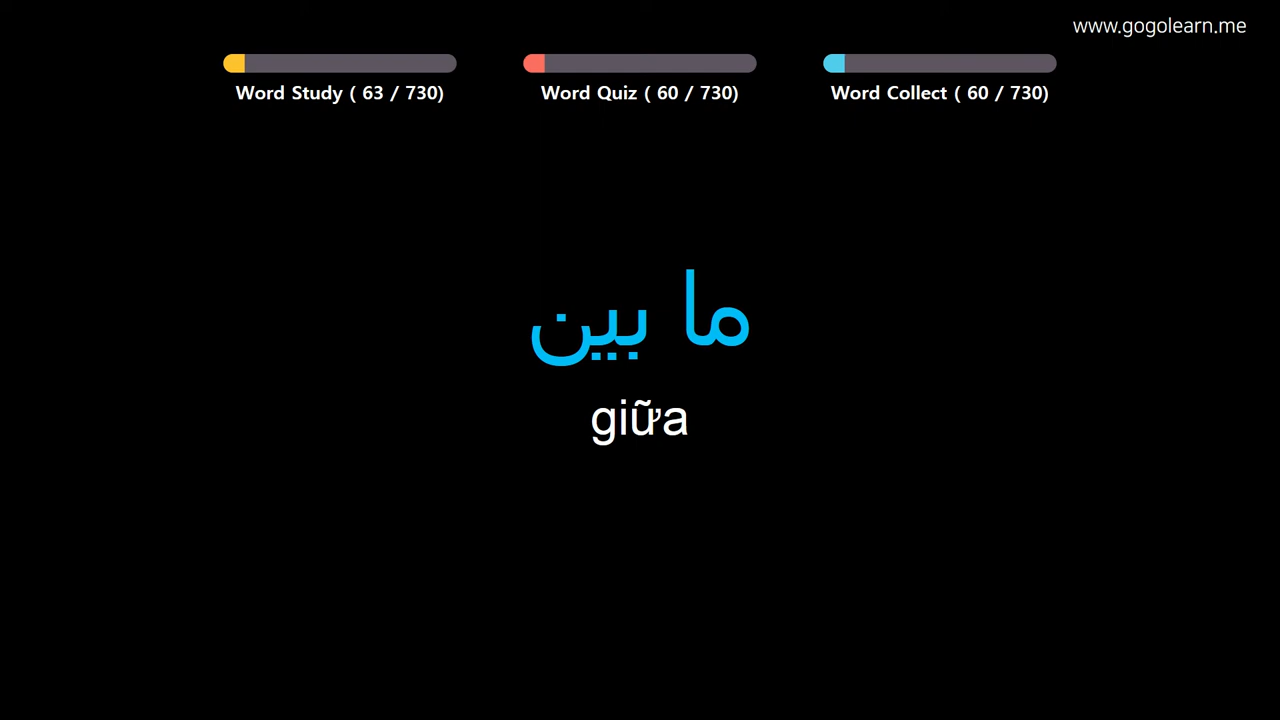 www.gogolearn.me
Word Study ( 63 / 730)
Word Quiz ( 60 / 730)
Word Collect ( 60 / 730)
ما بين
giữa